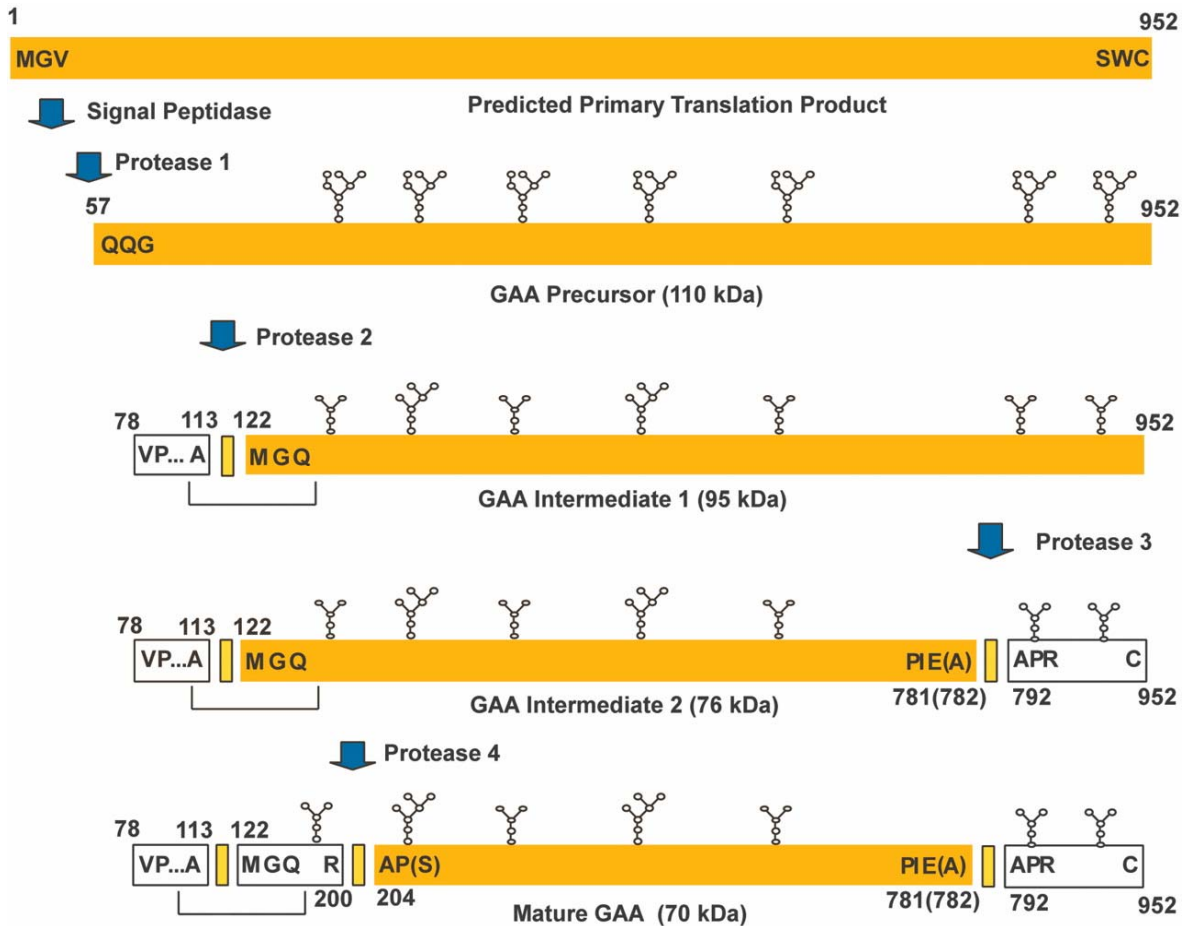 1
952
MGV
SWC
Signal Peptidase
Predicted Primary Translation Product
Protease 1
57
952
QQG
GAA Precursor (110 kDa)
Protease 2
78
113
122
952
VP... A
MGQ
GAA Intermediate 1 (95 kDa)
Protease 3
78
113
122
VP...A
MGQ
PIE(A)
APR
C
GAA Intermediate 2 (76 kDa)
781(782)
792
952
Protease 4
78
113
122
VP...A
MGQ
R
AP(S)
PIE(A)
APR
C
200
204
Mature GAA (70 kDa)
781(782)
792
952